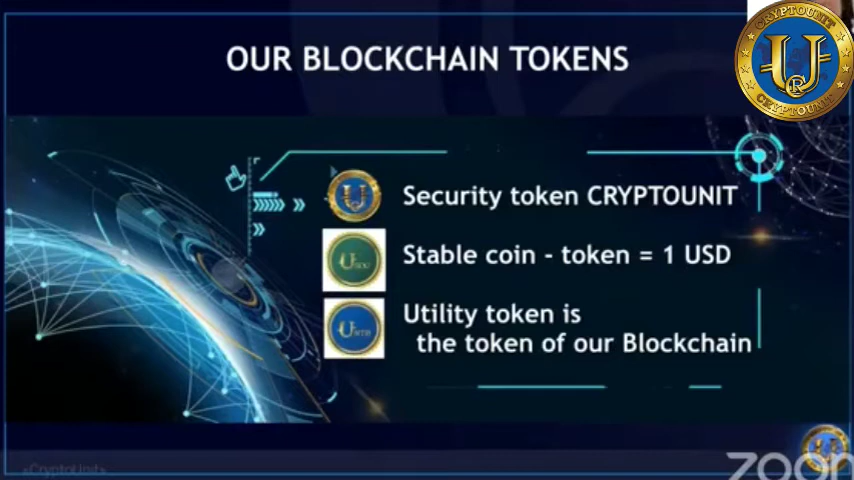 OUR BLOCKCHAIN TOKENS
CRYPTOUNIT
U
R
CRYPTOUNIT
Security token CRYPTOUNIT
Stable coin - token = 1 USD
Utility token is
the token of our Blockchain
«CryptoUnit»
zoom